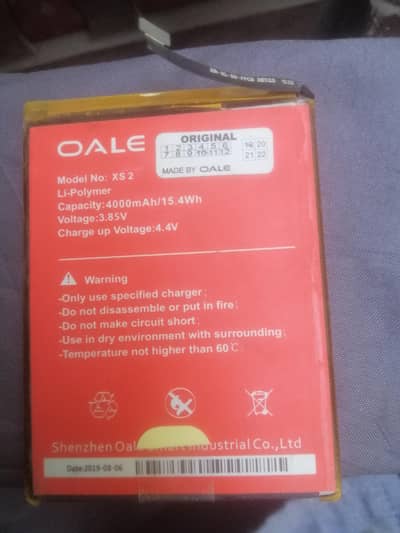 OALE
ORIGINAL
1 2 3 4 5 6 19 20
7 8 9 10 11 12 21 22
MADE BY OALE
Model No: XS 2
Li-Polymer
Capacity:4000mAh/15.4Wh
Voltage:3.85V
Charge up Voltage:4.4V
Warning
-Only use specified charger;
-Do not disassemble or put in fire;
-Do not make circuit short;
-Use in dry environment with surrounding;
-Temperature not higher than 60℃;
Shenzhen Oale Smart Industrial Co.,Ltd
Date:2019-08-06